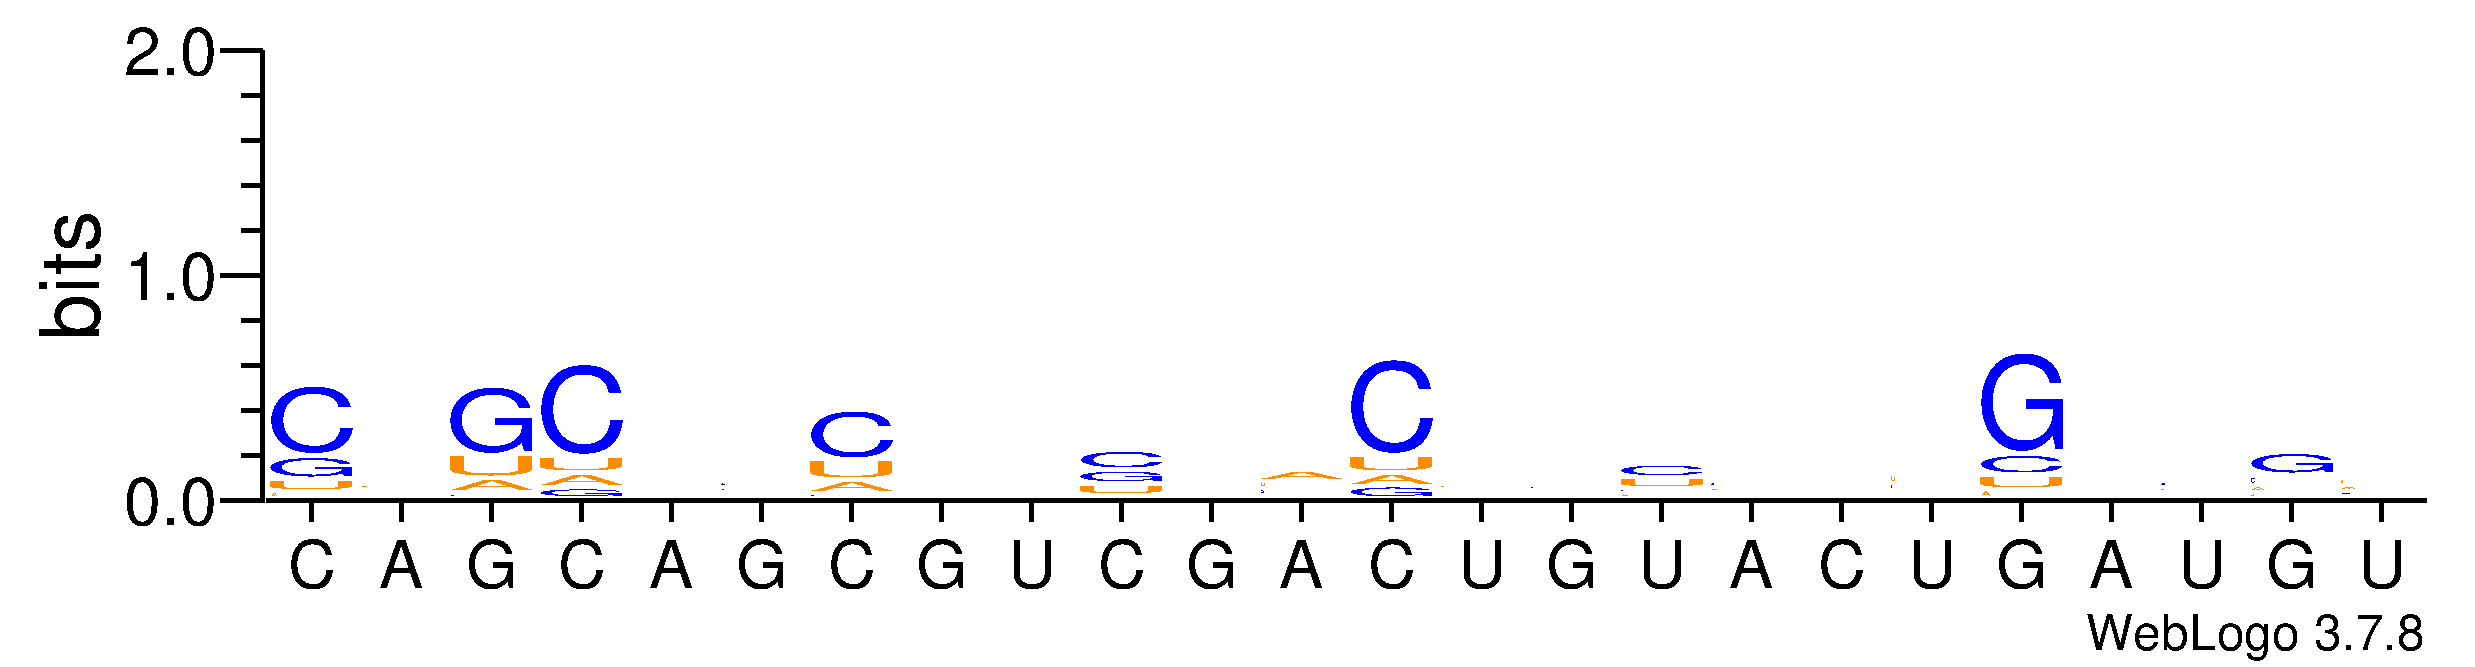 2.0
1.0
0.0
bits
C G U
G U A
C U A G
C U A
C G U
A
C U A G
C U
G C U A
G
C A G C A G C G U C G A C U G U A C U G A U G U
WebLogo 3.7.8